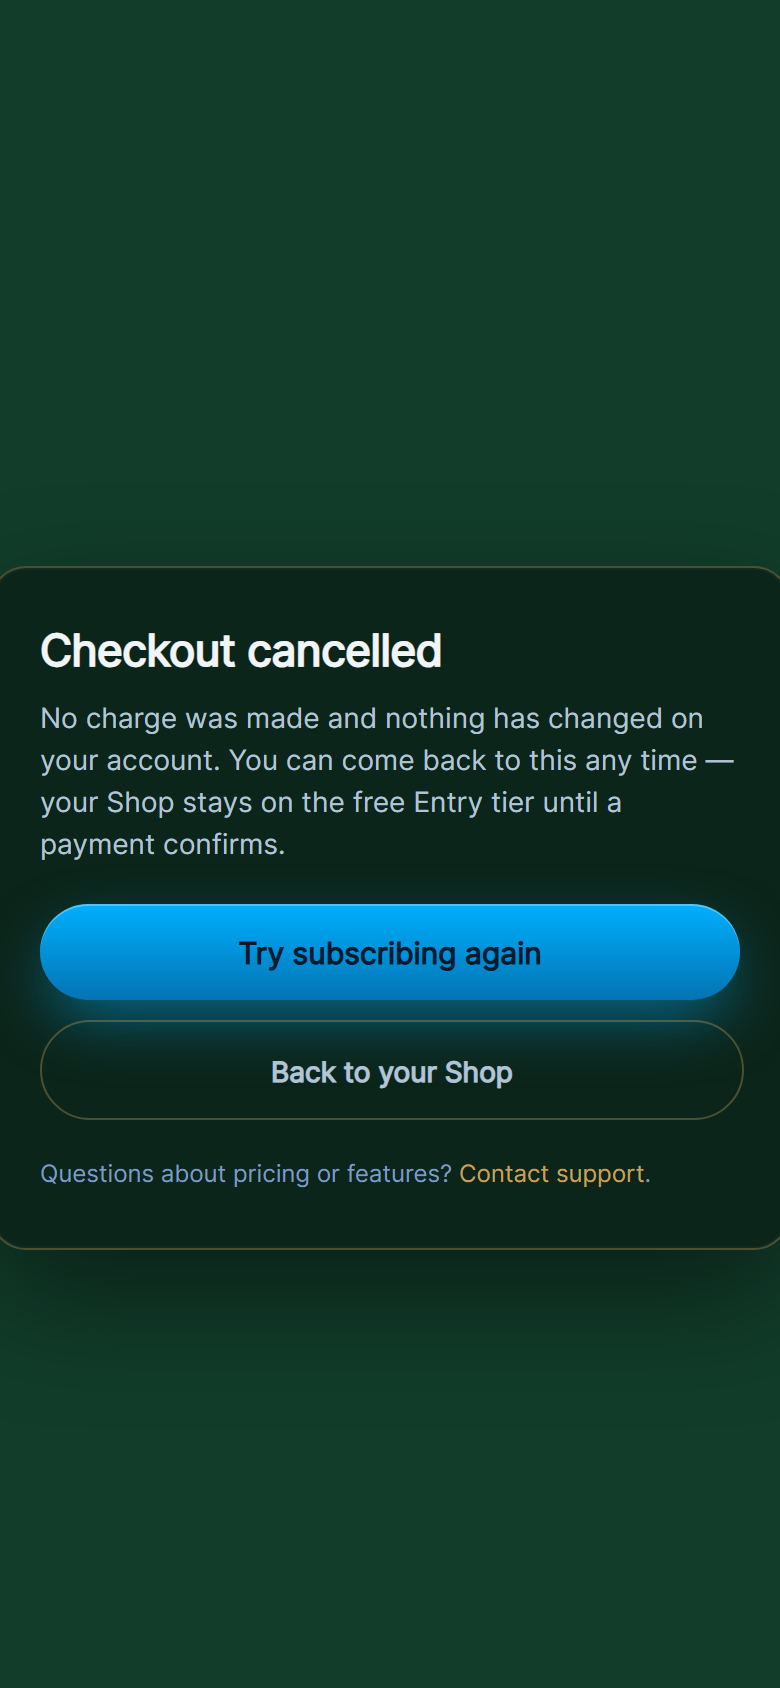 Checkout cancelled
No charge was made and nothing has changed on
your account. You can come back to this any time —
your Shop stays on the free Entry tier until a
payment confirms.
Try subscribing again
Back to your Shop
Questions about pricing or features? Contact support.